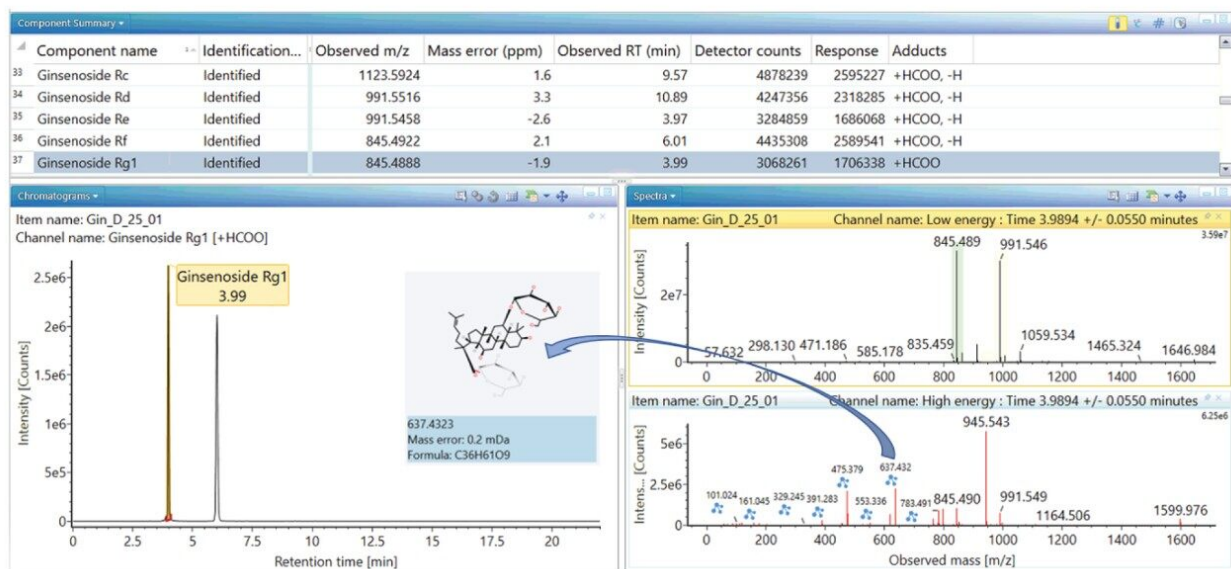 Component Summary
Component name Identification... Observed m/z Mass error (ppm) Observed RT (min) Detector counts Response Adducts
33 Ginsenoside Rc Identified 1123.5924 1.6 9.57 4878239 2595227 +HCOO, -H
34 Ginsenoside Rd Identified 991.5516 3.3 10.89 4247356 2318285 +HCOO, -H
35 Ginsenoside Re Identified 991.5458 -2.6 3.97 3284859 1686068 +HCOO, -H
36 Ginsenoside Rf Identified 845.4922 2.1 6.01 4435308 2589541 +HCOO, -H
37 Ginsenoside Rg1 Identified 845.4888 -1.9 3.99 3068261 1706338 +HCOO
Chromatograms
Item name: Gin_D_25_01
Channel name: Ginsenoside Rg1 [+HCOO]
Intensity [Counts]
2.5e6
2e6
1.5e6
1e6
5e5
0
Ginsenoside Rg1
3.99
637.4323
Mass error: 0.2 mDa
Formula: C36H61O9
0 2.5 5 7.5 10 12.5 15 17.5 20
Retention time [min]
Spectra
Item name: Gin_D_25_01 Channel name: Low energy : Time 3.9894 +/- 0.0550 minutes
3.59e7
Intensity [Counts]
2e7
0
845.489 991.546
57.632 298.130 471.186 585.178 835.459 1059.534 1465.324 1646.984
0 200 400 600 800 1000 1200 1400 1600
Item name: Gin_D_25_01 Channel name: High energy : Time 3.9894 +/- 0.0550 minutes
6.25e6
Intens... [Counts]
5e6
2.5e6
0
945.543
475.379 637.432
101.024 161.045 329.245 391.283 553.336 783.491 845.490 991.549 1164.506 1599.976
0 200 400 600 800 1000 1200 1400 1600
Observed mass [m/z]